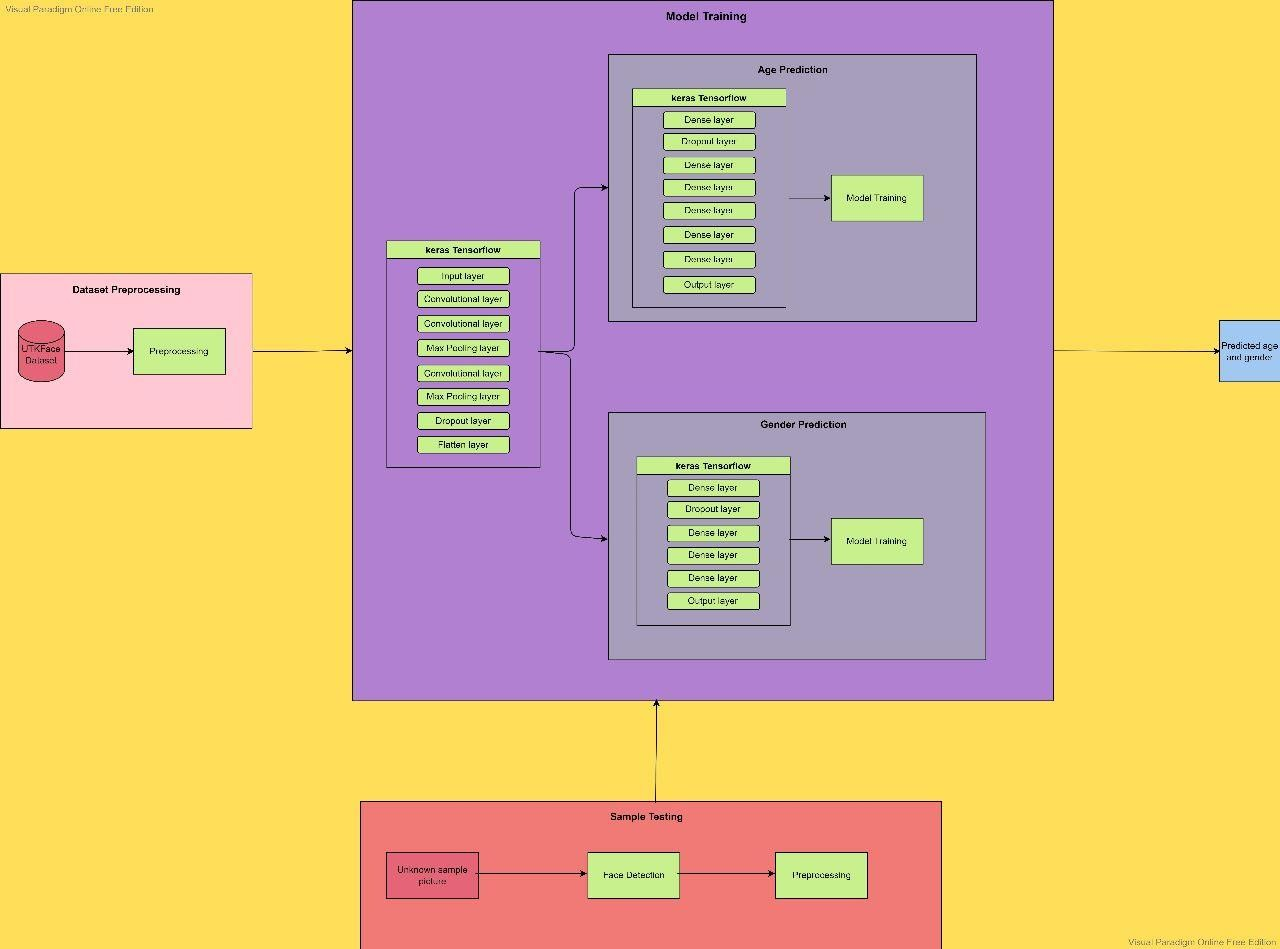 Visual Paradigm Online Free Edition
Model Training
Age Prediction
keras Tensorflow
Dense layer
Dropout layer
Dense layer
Dense layer
Dense layer
Dense layer
Dense layer
Output layer
Model Training
keras Tensorflow
Input layer
Convolutional layer
Convolutional layer
Max Pooling layer
Convolutional layer
Max Pooling layer
Dropout layer
Flatten layer
Dataset Preprocessing
UTKFace
Dataset
Preprocessing
Predicted age
and gender
Gender Prediction
keras Tensorflow
Dense layer
Dropout layer
Dense layer
Dense layer
Dense layer
Output layer
Model Training
Sample Testing
Unknown sample
picture
Face Detection
Preprocessing
Visual Paradigm Online Free Edition